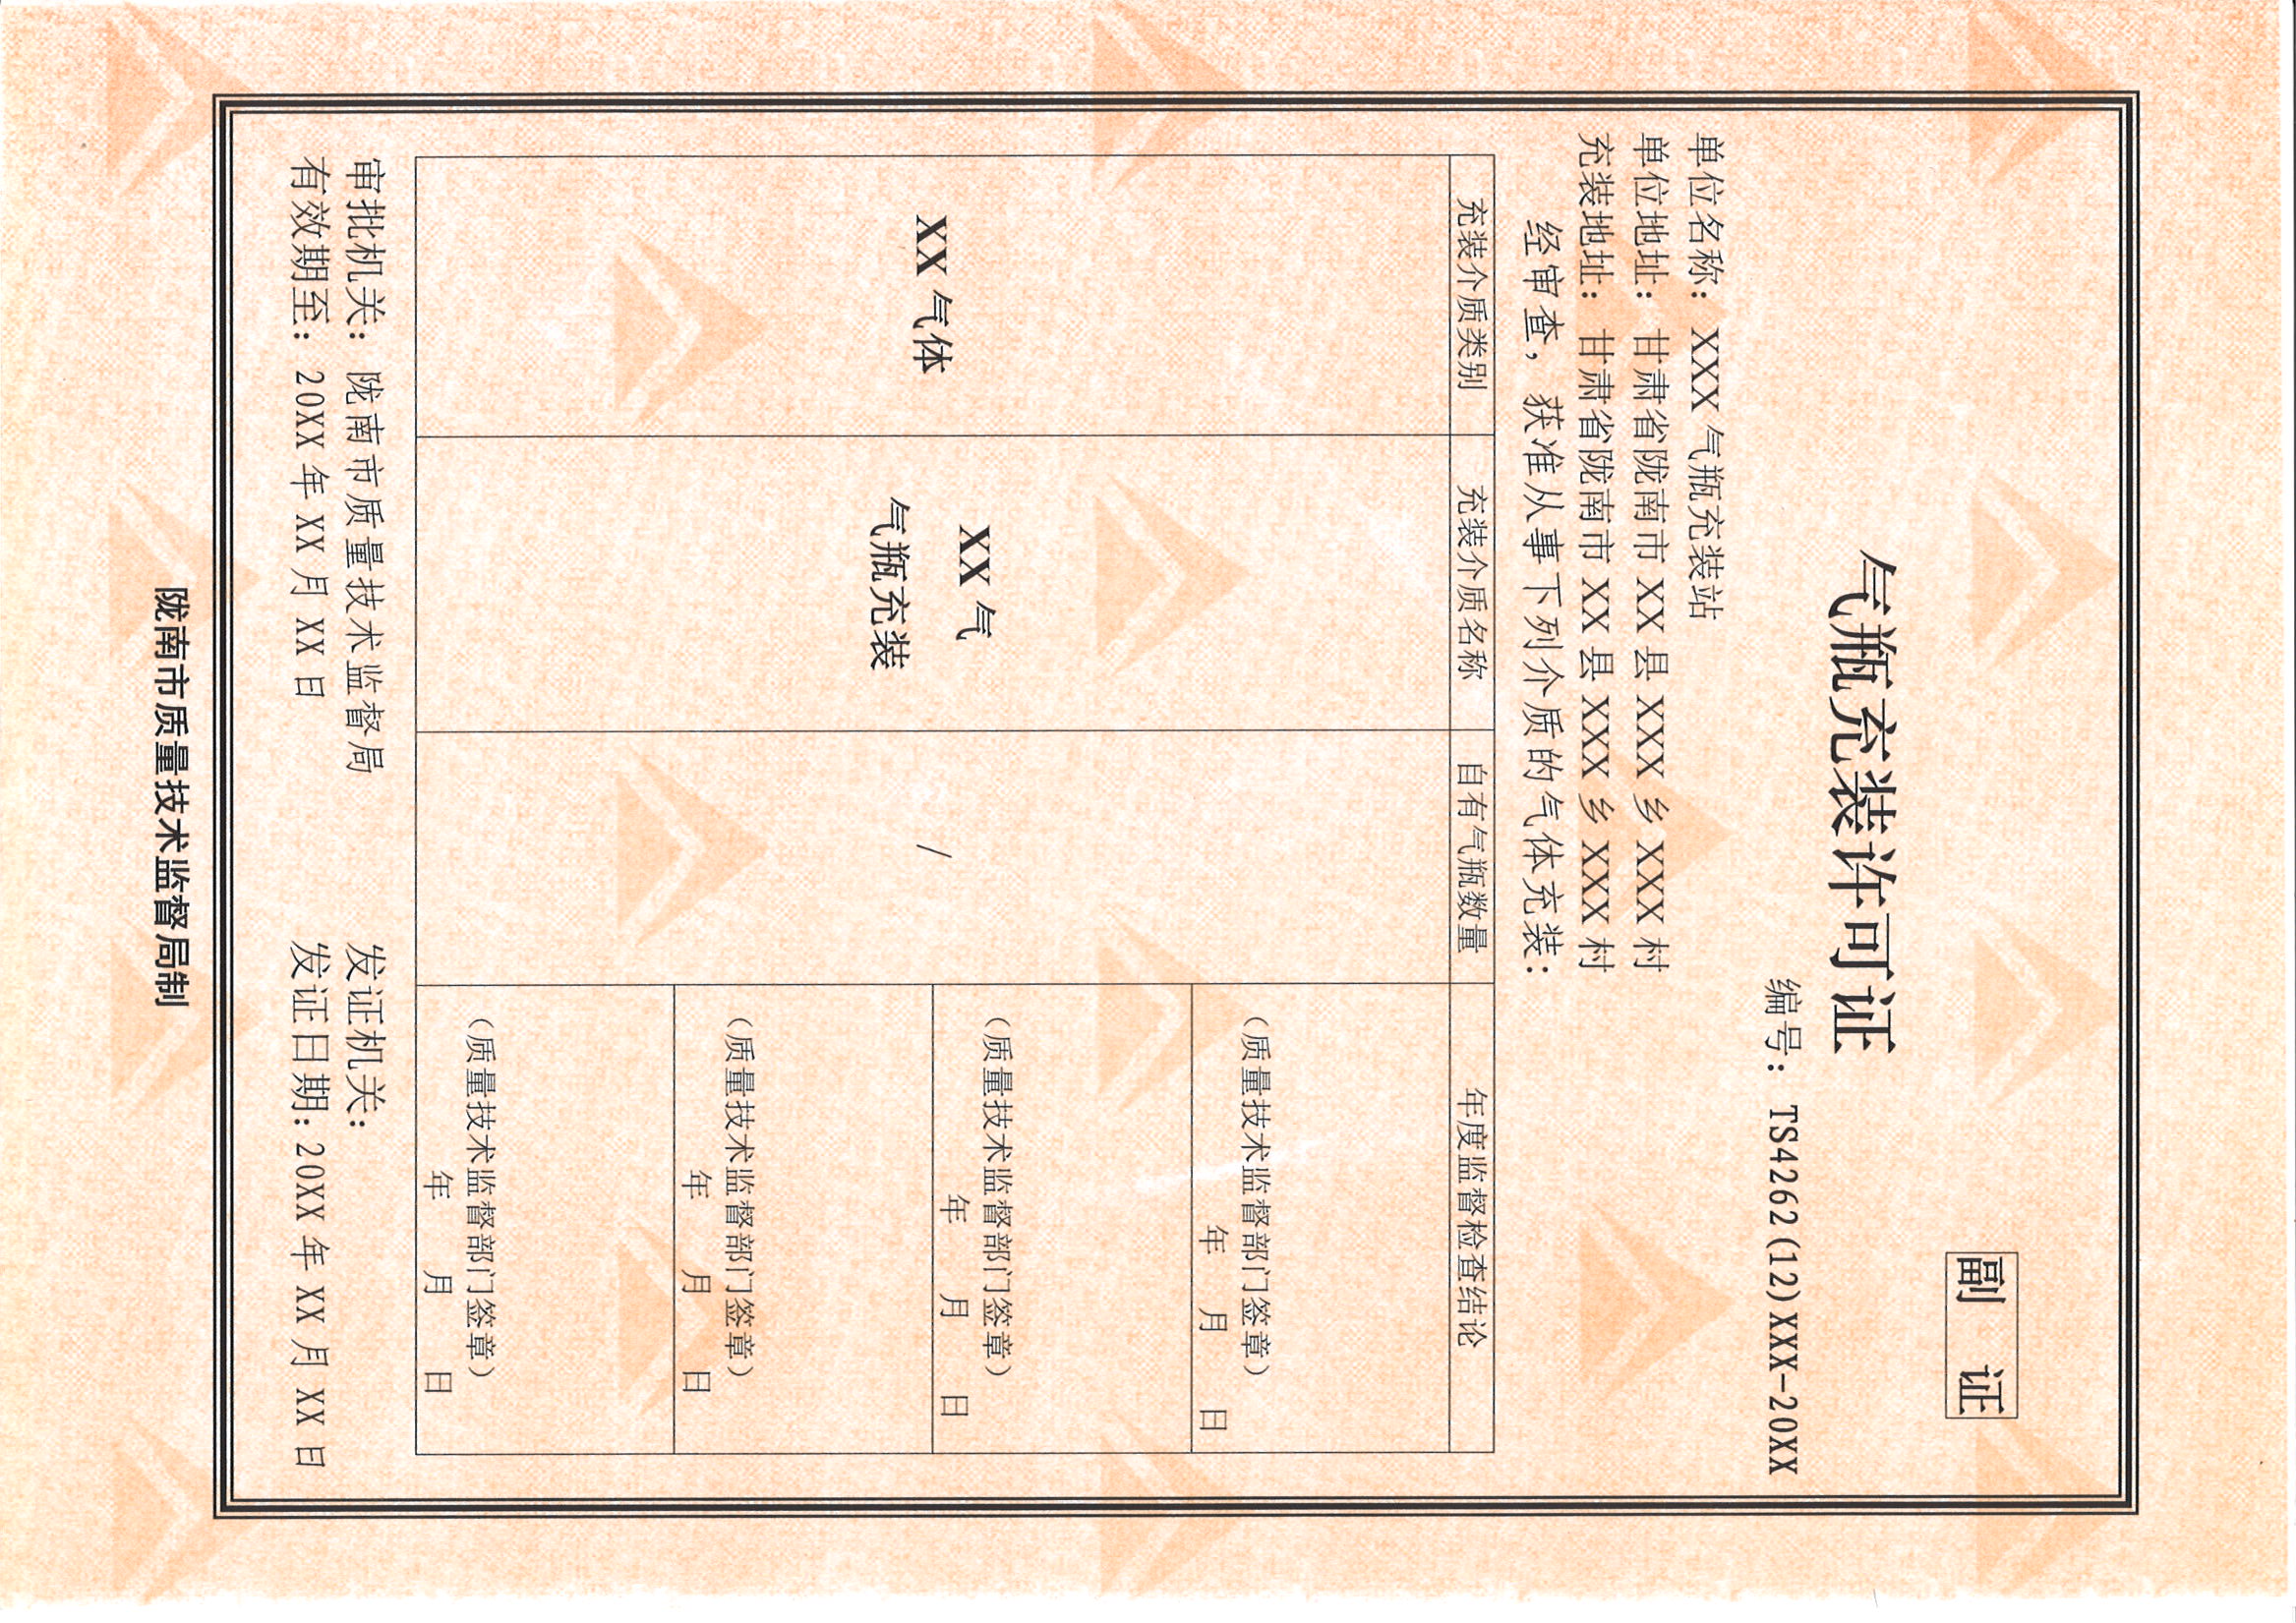 副 证
气瓶充装许可证
编号：TS4262(12)XXX-20XX
单位名称：XXX 气瓶充装站
单位地址：甘肃省陇南市 XX 县 XXX 乡 XXX 村
充装地址：甘肃省陇南市 XX 县 XXX 乡 XXX 村
经审查，获准从事下列介质的气体充装：
充装介质类别 充装介质名称 自有气瓶数量 年度监督检查结论
XX 气体
XX 气
气瓶充装
/
（质量技术监督部门签章）
年 月 日
（质量技术监督部门签章）
年 月 日
（质量技术监督部门签章）
年 月 日
（质量技术监督部门签章）
年 月 日
审批机关：陇南市质量技术监督局 发证机关：
有效期至：20XX 年 XX 月 XX 日 发证日期：20XX 年 XX 月 XX 日
陇南市质量技术监督局制